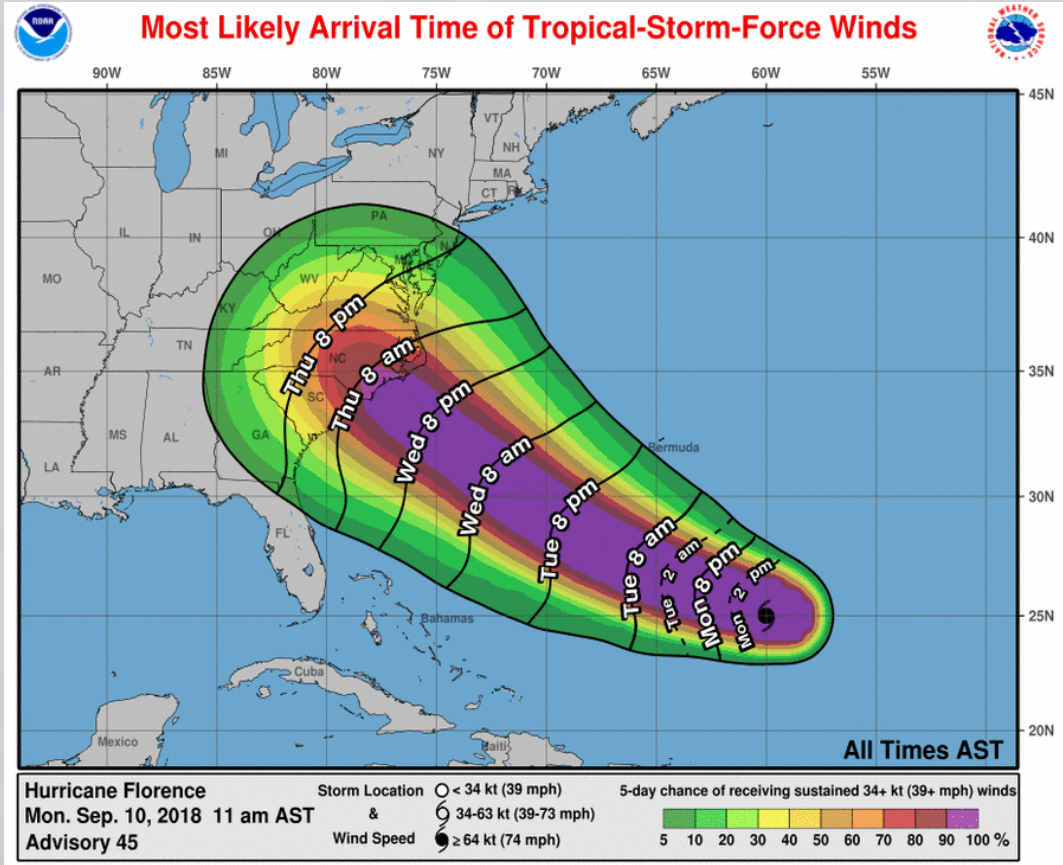 NOAA
Most Likely Arrival Time of Tropical-Storm-Force Winds
NATIONAL WEATHER SERVICE
90W 85W 80W 75W 70W 65W 60W 55W
45N
40N
35N
30N
25N
20N
VT
NH
MI
NY
MA
CT
PA
OH
NJ
IL
IN
MO
WV
KY
TN
NC
AR
SC
MS
AL
GA
LA
FL
Bermuda
Bahamas
Cuba
Mexico
Haiti
Thu 8 pm
Thu 8 am
Wed 8 pm
Wed 8 am
Tue 8 pm
Tue 8 am
Tue 2 am
Mon 8 pm
Mon 2 pm
All Times AST
Hurricane Florence
Mon. Sep. 10, 2018 11 am AST
Advisory 45
Storm Location
&
Wind Speed
< 34 kt (39 mph)
34-63 kt (39-73 mph)
≥ 64 kt (74 mph)
5-day chance of receiving sustained 34+ kt (39+ mph) winds
5 10 20 30 40 50 60 70 80 90 100 %